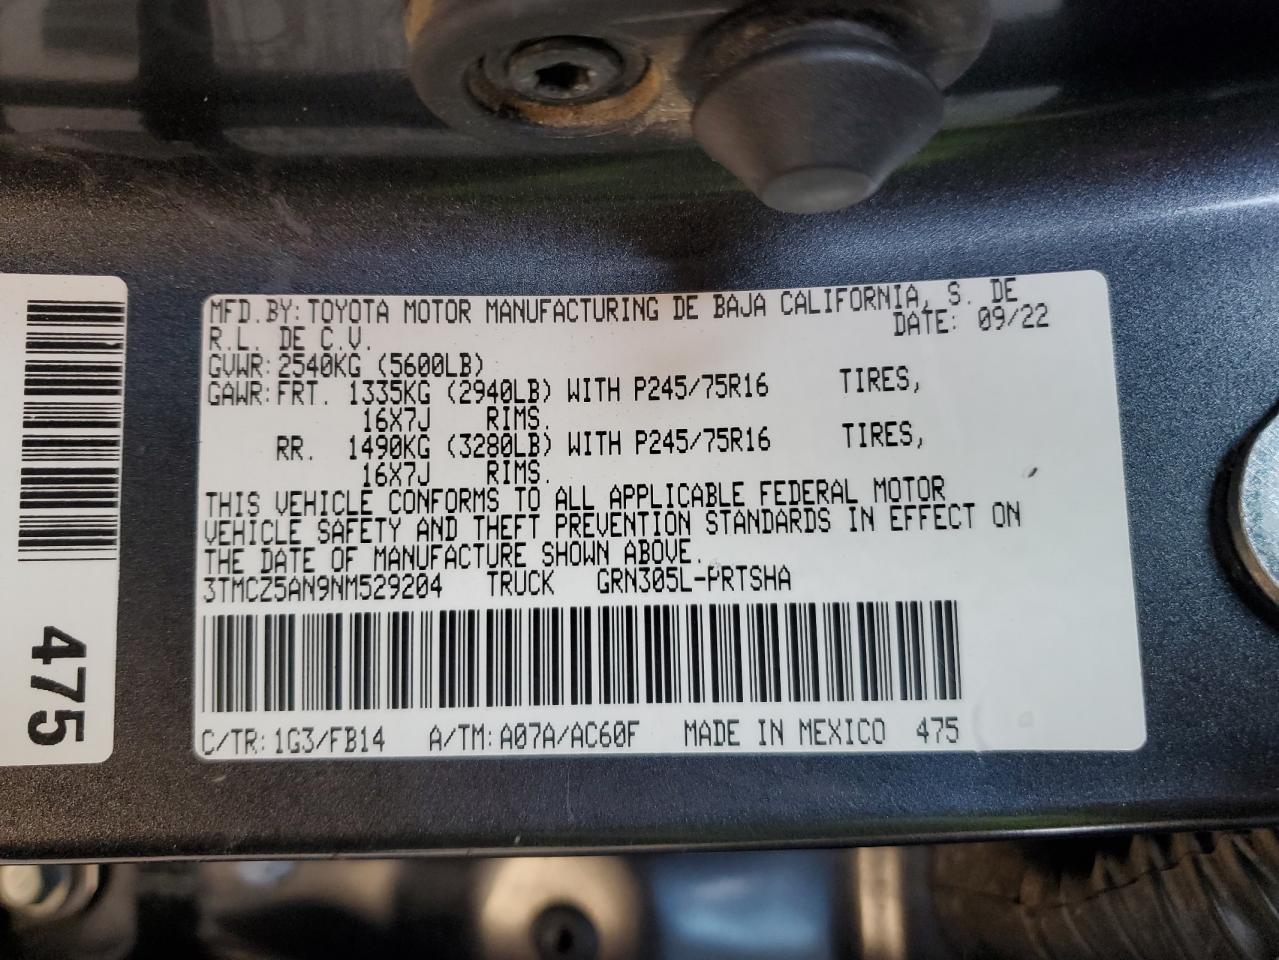 MFD.BY: TOYOTA MOTOR MANUFACTURING DE BAJA CALIFORNIA, S. DE
R.L. DE C.V. DATE: 09/22
GVWR: 2540KG (5600LB)
GAWR: FRT. 1335KG (2940LB) WITH P245/75R16 TIRES,
16X7J RIMS.
RR. 1490KG (3280LB) WITH P245/75R16 TIRES,
16X7J RIMS.
THIS VEHICLE CONFORMS TO ALL APPLICABLE FEDERAL MOTOR
VEHICLE SAFETY AND THEFT PREVENTION STANDARDS IN EFFECT ON
THE DATE OF MANUFACTURE SHOWN ABOVE.
3TMCZ5AN9NM529204 TRUCK GRN305L-PRTSHA
C/TR: 1G3/FB14 A/TM: A07A/AC60F MADE IN MEXICO 475
475